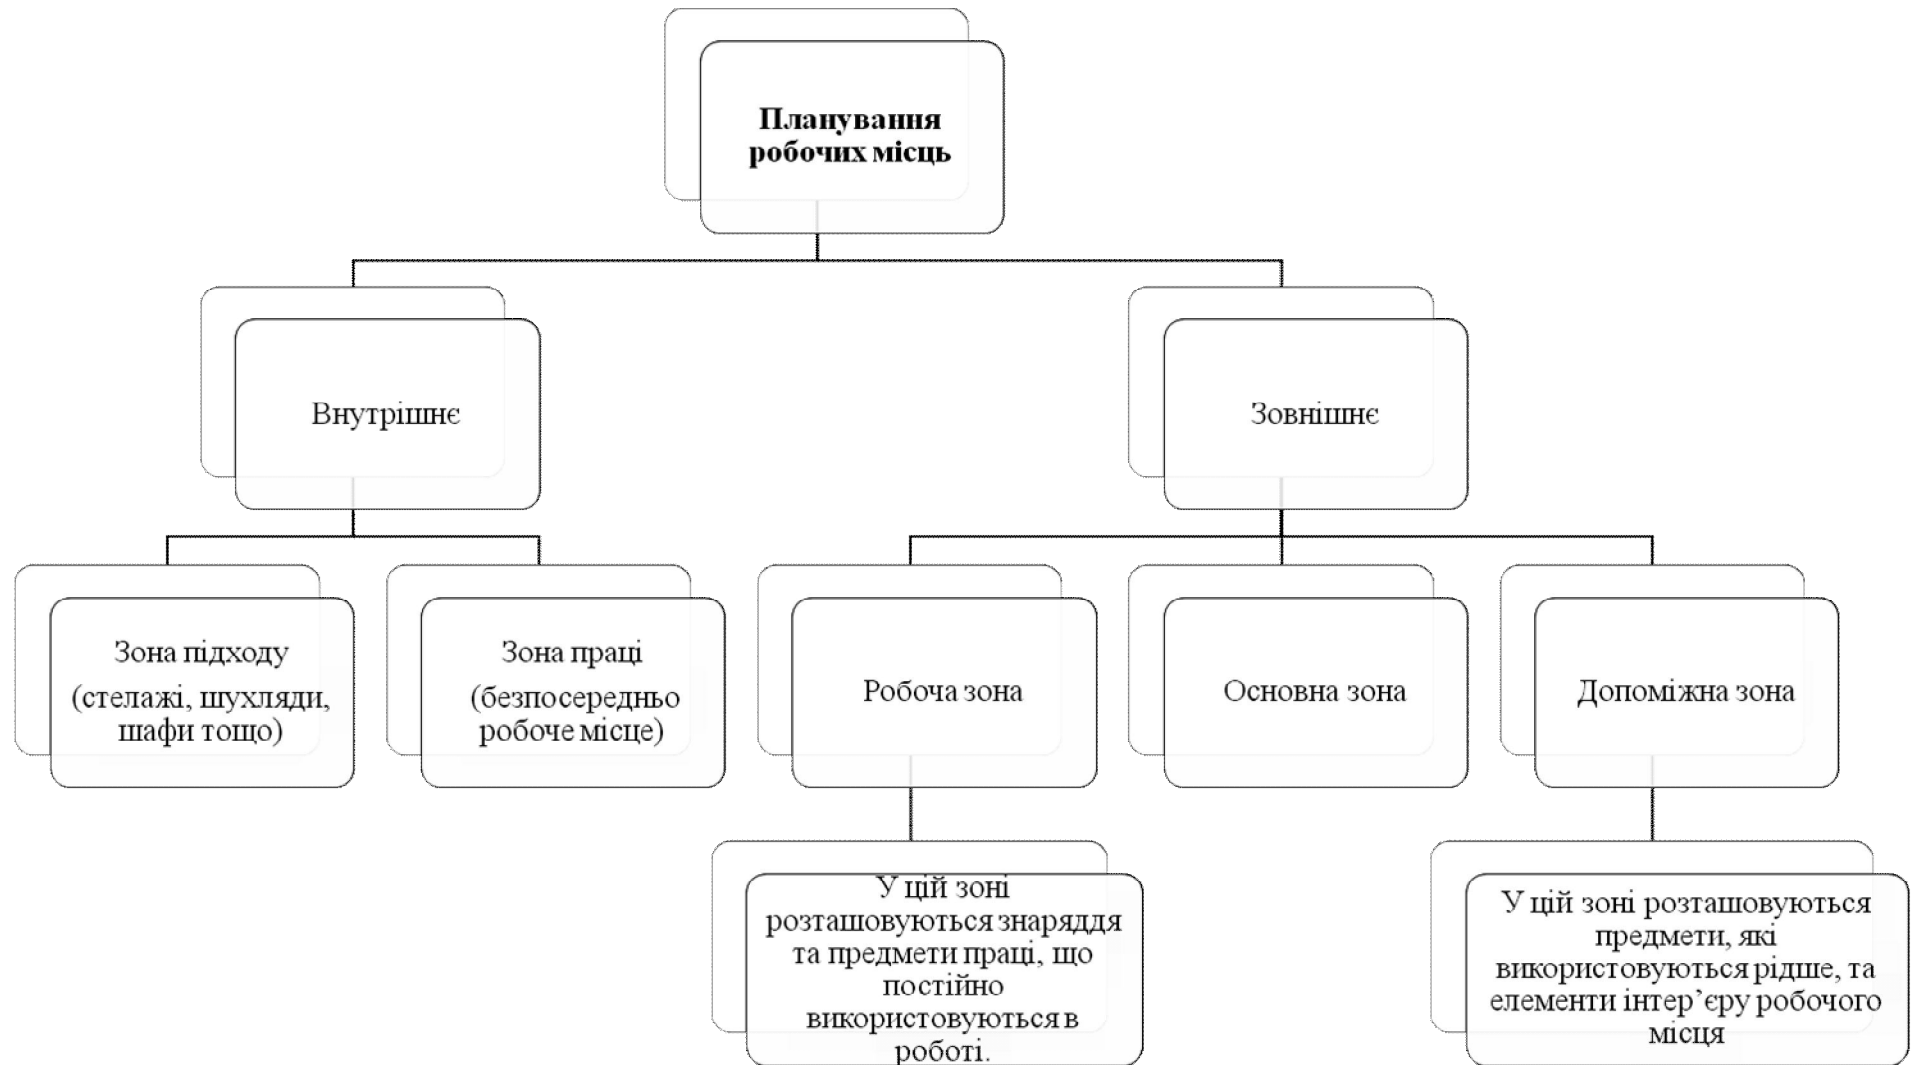 Планування
робочих місць
Внутрішнє
Зовнішнє
Зона підходу
(стелажі, шухляди,
шафи тощо)
Зона праці
(безпосередньо
робоче місце)
Робоча зона
Основна зона
Допоміжна зона
У цій зоні
розташовуються знаряддя
та предмети праці, що
постійно
використовуються в
роботі.
У цій зоні розташовуються
предмети, які
використовуються рідше, та
елементи інтер’єру робочого
місця